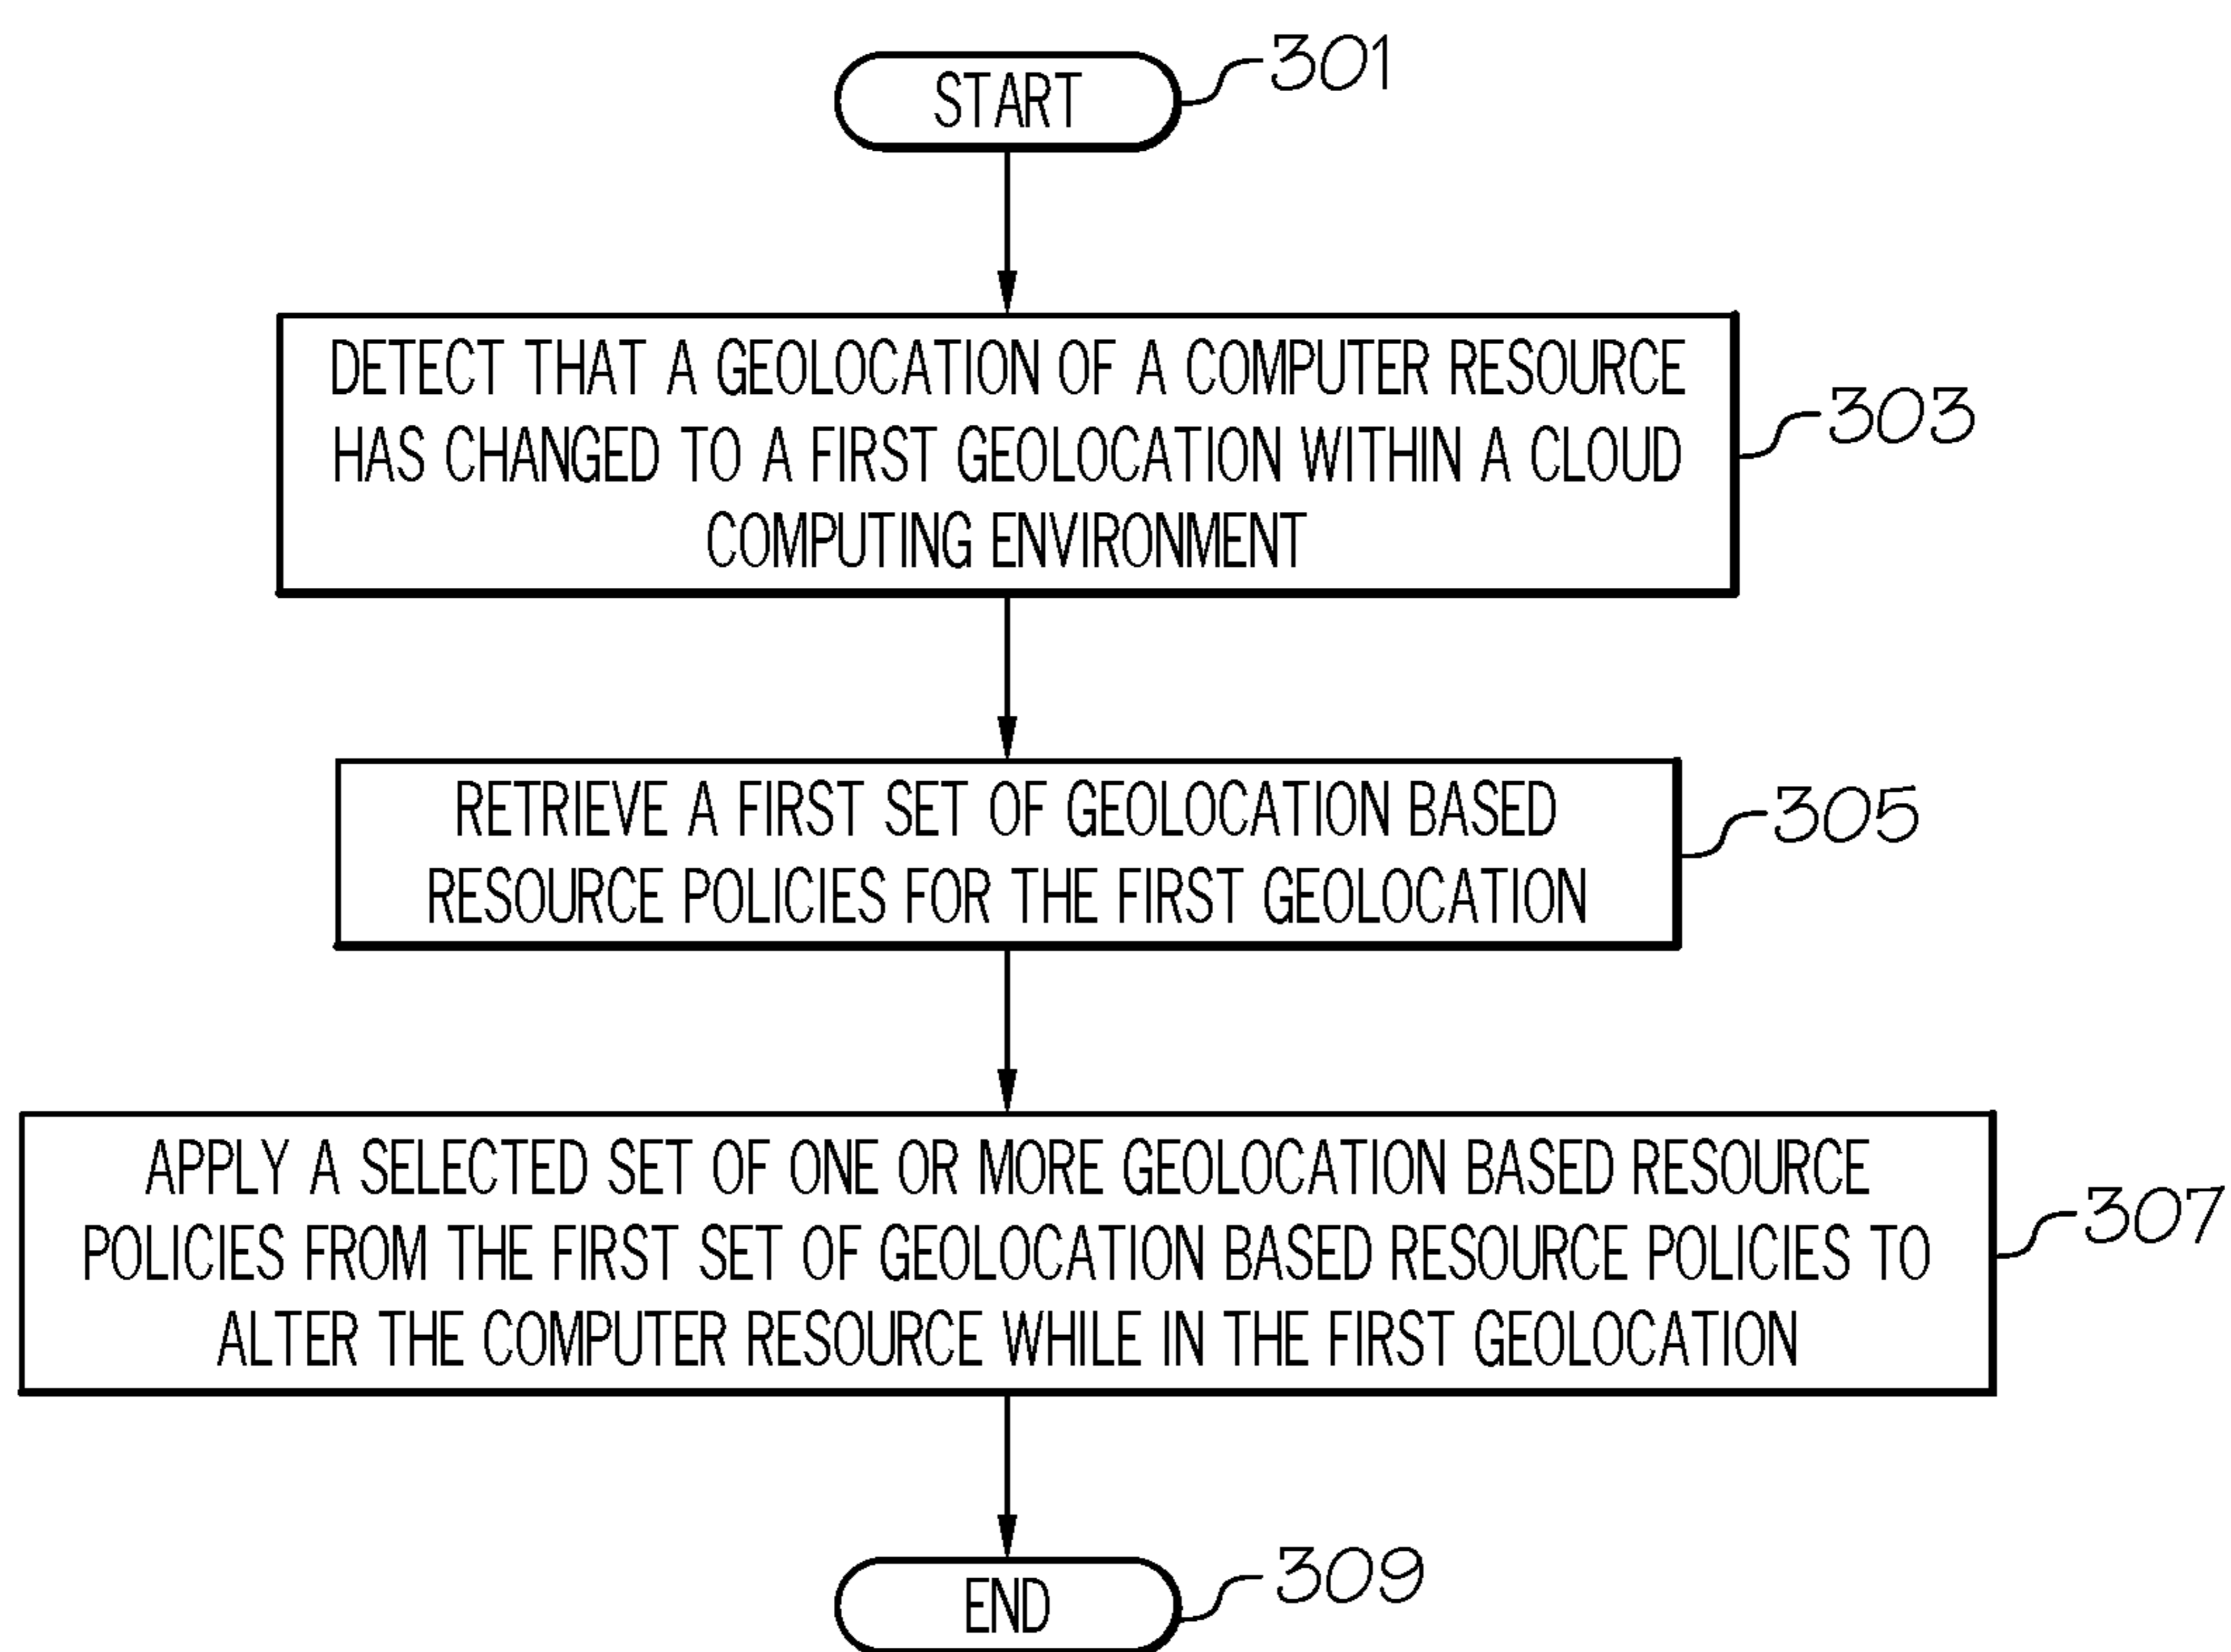 START
301
DETECT THAT A GEOLOCATION OF A COMPUTER RESOURCE
HAS CHANGED TO A FIRST GEOLOCATION WITHIN A CLOUD
COMPUTING ENVIRONMENT
303
RETRIEVE A FIRST SET OF GEOLOCATION BASED
RESOURCE POLICIES FOR THE FIRST GEOLOCATION
305
APPLY A SELECTED SET OF ONE OR MORE GEOLOCATION BASED RESOURCE
POLICIES FROM THE FIRST SET OF GEOLOCATION BASED RESOURCE POLICIES TO
ALTER THE COMPUTER RESOURCE WHILE IN THE FIRST GEOLOCATION
307
END
309